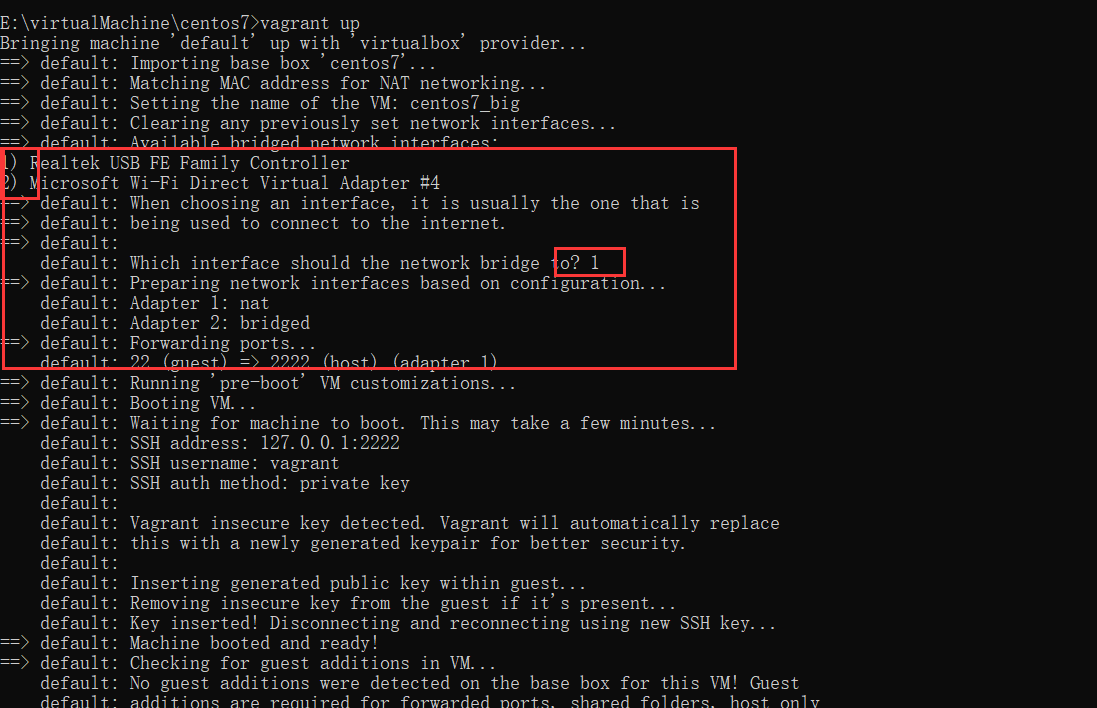 E:\virtualMachine\centos7>vagrant up
Bringing machine 'default' up with 'virtualbox' provider...
==> default: Importing base box 'centos7'...
==> default: Matching MAC address for NAT networking...
==> default: Setting the name of the VM: centos7_big
==> default: Clearing any previously set network interfaces...
==> default: Available bridged network interfaces:
1) Realtek USB FE Family Controller
2) Microsoft Wi-Fi Direct Virtual Adapter #4
==> default: When choosing an interface, it is usually the one that is
==> default: being used to connect to the internet.
==> default:
default: Which interface should the network bridge to? 1
==> default: Preparing network interfaces based on configuration...
default: Adapter 1: nat
default: Adapter 2: bridged
==> default: Forwarding ports...
default: 22 (guest) => 2222 (host) (adapter 1)
==> default: Running 'pre-boot' VM customizations...
==> default: Booting VM...
==> default: Waiting for machine to boot. This may take a few minutes...
default: SSH address: 127.0.0.1:2222
default: SSH username: vagrant
default: SSH auth method: private key
default:
default: Vagrant insecure key detected. Vagrant will automatically replace
default: this with a newly generated keypair for better security.
default:
default: Inserting generated public key within guest...
default: Removing insecure key from the guest if it's present...
default: Key inserted! Disconnecting and reconnecting using new SSH key...
==> default: Machine booted and ready!
==> default: Checking for guest additions in VM...
default: No guest additions were detected on the base box for this VM! Guest
default: additions are required for forwarded ports, shared folders, host only